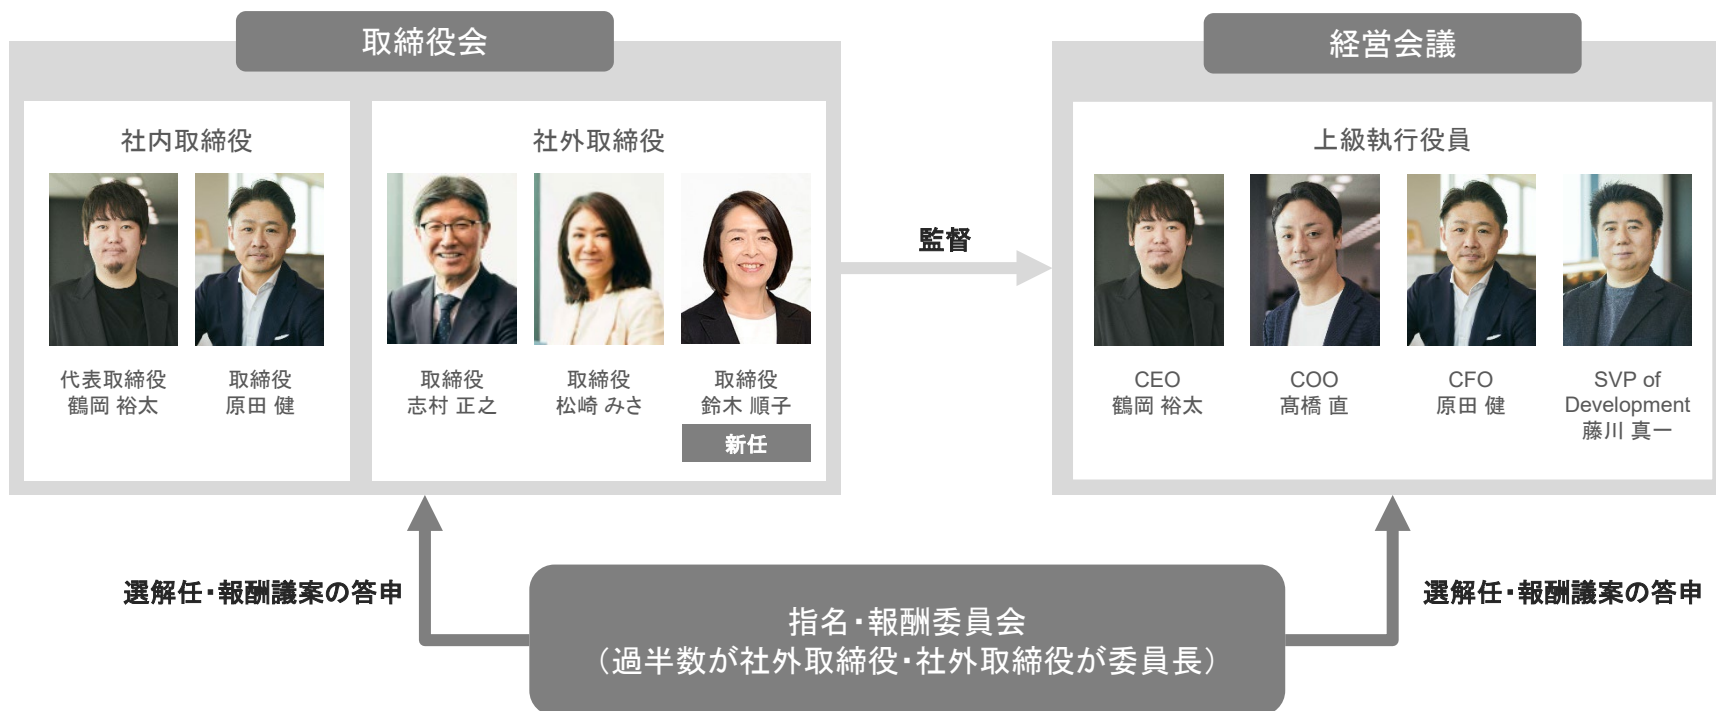 取締役会
社内取締役
代表取締役
鶴岡 裕太
取締役
原田 健
社外取締役
取締役
志村 正之
取締役
松崎 みさ
取締役
鈴木 順子
新任
監督
経営会議
上級執行役員
CEO
鶴岡 裕太
COO
髙橋 直
CFO
原田 健
SVP of
Development
藤川 真一
選解任・報酬議案の答申
指名・報酬委員会
（過半数が社外取締役・社外取締役が委員長）
選解任・報酬議案の答申